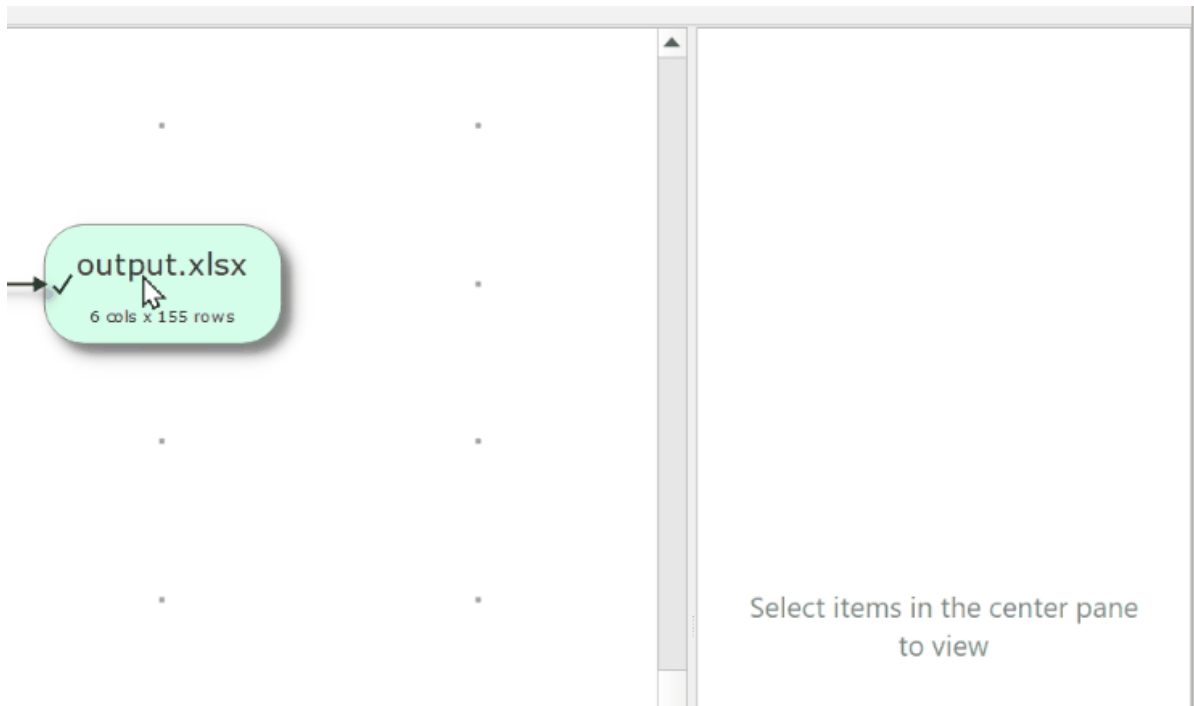 output.xlsx
6 cols x 155 rows
Select items in the center pane
to view